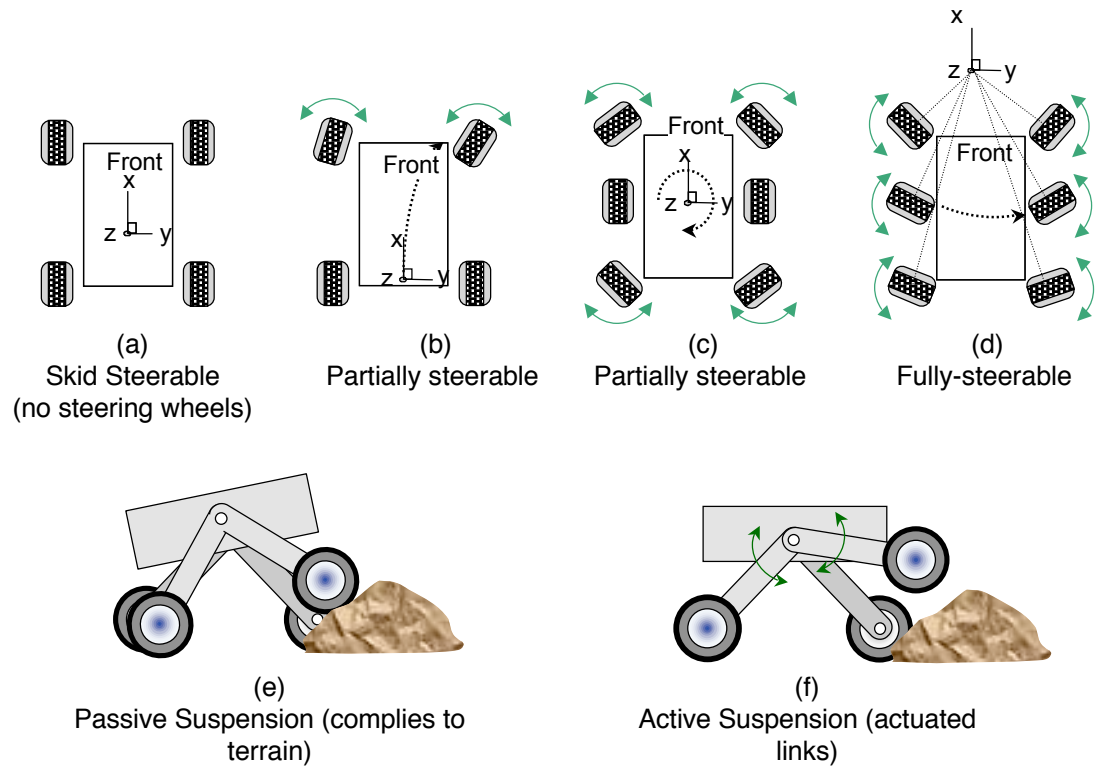 Front
x
z
y
(a)
Skid Steerable
(no steering wheels)
Front
x
z
y
(b)
Partially steerable
Front
x
z
y
(c)
Partially steerable
x
z
y
Front
(d)
Fully-steerable
(e)
Passive Suspension (complies to
terrain)
(f)
Active Suspension (actuated
links)